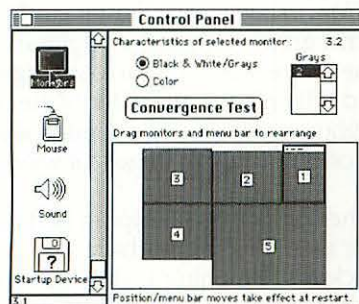 Control Panel
Characteristics of selected monitor : 3.2
Black & White/Grays
Color
Grays
2
Convergence Test
Drag monitors and menu bar to rearrange
Monitors
Mouse
Sound
Startup Device
3.1
3
2
1
4
5
?
Position/menu bar moves take effect at restart.